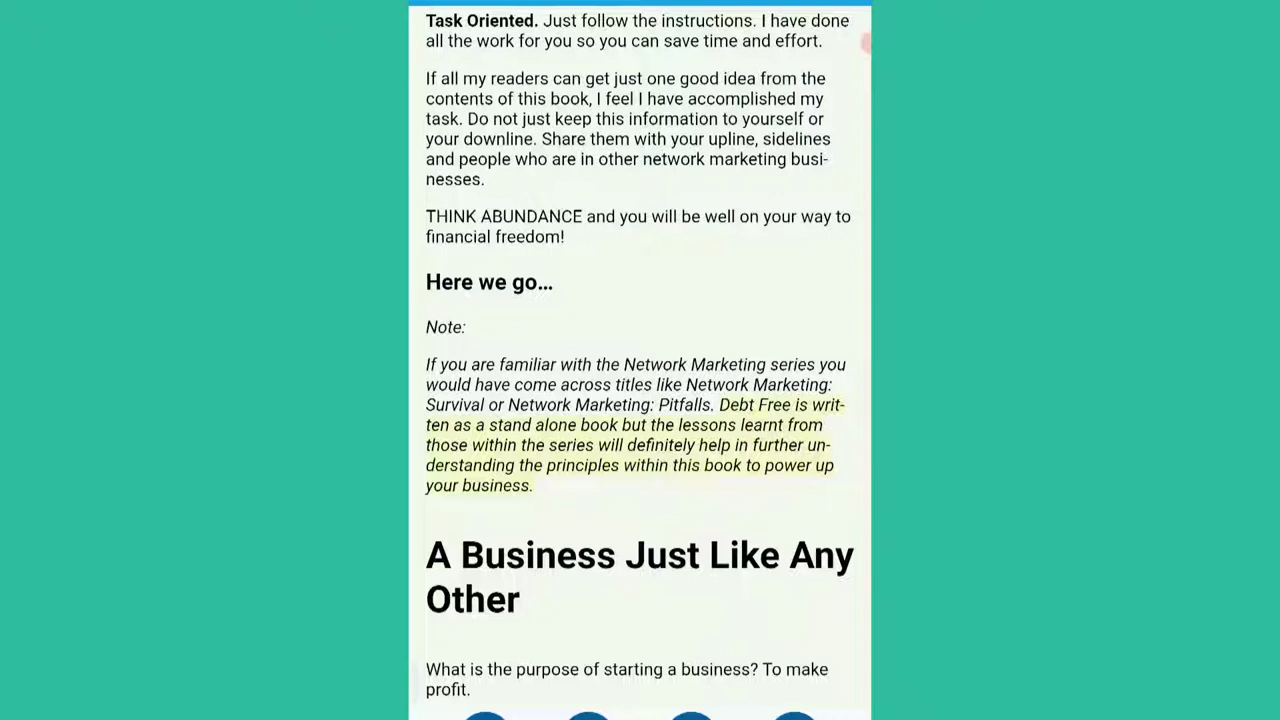 Task Oriented. Just follow the instructions. I have done
all the work for you so you can save time and effort.
If all my readers can get just one good idea from the
contents of this book, I feel I have accomplished my
task. Do not just keep this information to yourself or
your downline. Share them with your upline, sidelines
and people who are in other network marketing busi-
nesses.
THINK ABUNDANCE and you will be well on your way to
financial freedom!
Here we go...
Note:
If you are familiar with the Network Marketing series you
would have come across titles like Network Marketing:
Survival or Network Marketing: Pitfalls. Debt Free is writ-
ten as a stand alone book but the lessons learnt from
those within the series will definitely help in further un-
derstanding the principles within this book to power up
your business.
A Business Just Like Any
Other
What is the purpose of starting a business? To make
profit.